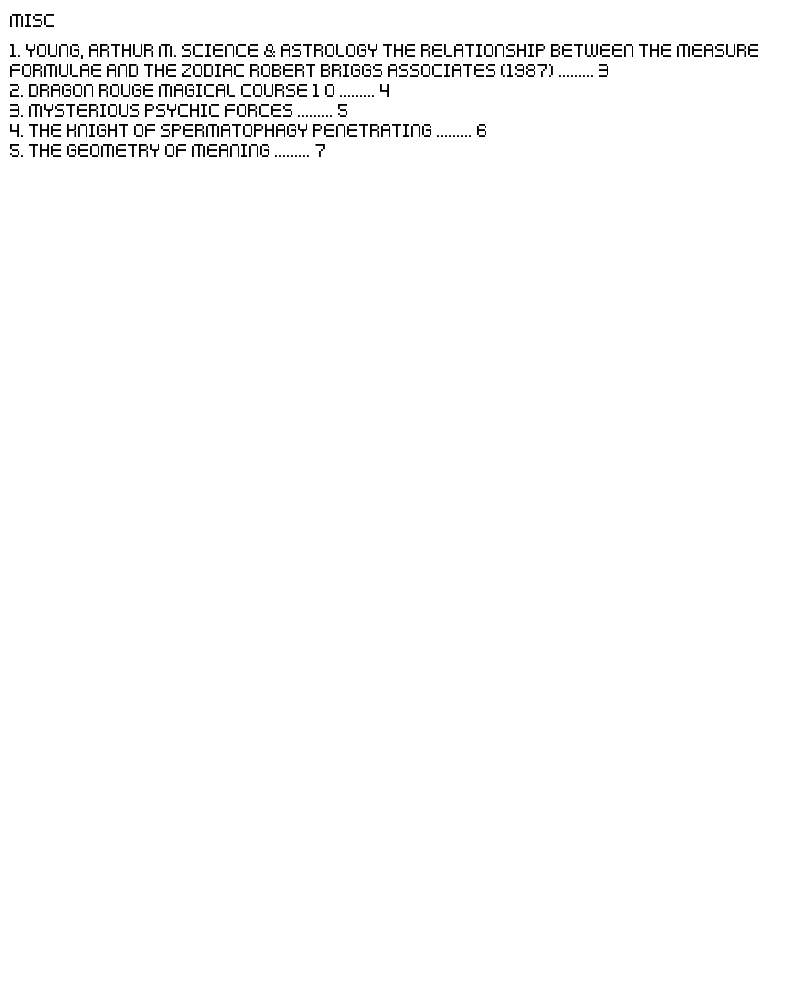 MISC
1. YOUNG, ARTHUR M. SCIENCE & ASTROLOGY THE RELATIONSHIP BETWEEN THE MEASURE
FORMULAE AND THE ZODIAC ROBERT BRIGGS ASSOCIATES (1987) ......... 3
2. DRAGON ROUGE MAGICAL COURSE 1 0 ......... 4
3. MYSTERIOUS PSYCHIC FORCES ......... 5
4. THE KNIGHT OF SPERMATOPHAGY PENETRATING ......... 6
5. THE GEOMETRY OF MEANING ......... 7